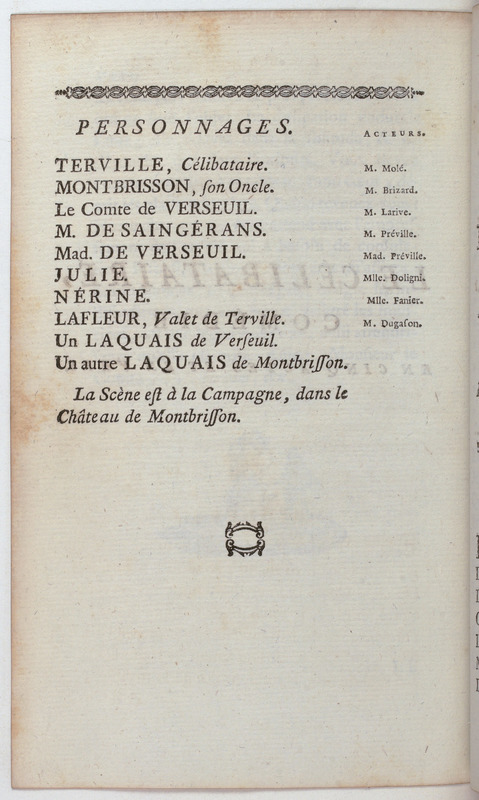 PERSONNAGES. ACTEURS.
TERVILLE, Célibataire. M. Molé.
MONTBRISSON, ſon Oncle. M. Brizard.
Le Comte de VERSEUIL. M. Larive.
M. DE SAINGÉRANS. M. Préville.
Mad. DE VERSEUIL. Mad. Préville.
JULIE. Mlle. Doligni.
NÉRINE. Mlle. Fanier.
LAFLEUR, Valet de Terville. M. Dugaſon.
Un LAQUAIS de Verſeuil.
Un autre LAQUAIS de Montbriſſon.
La Scène eſt à la Campagne, dans le
Château de Montbriſſon.